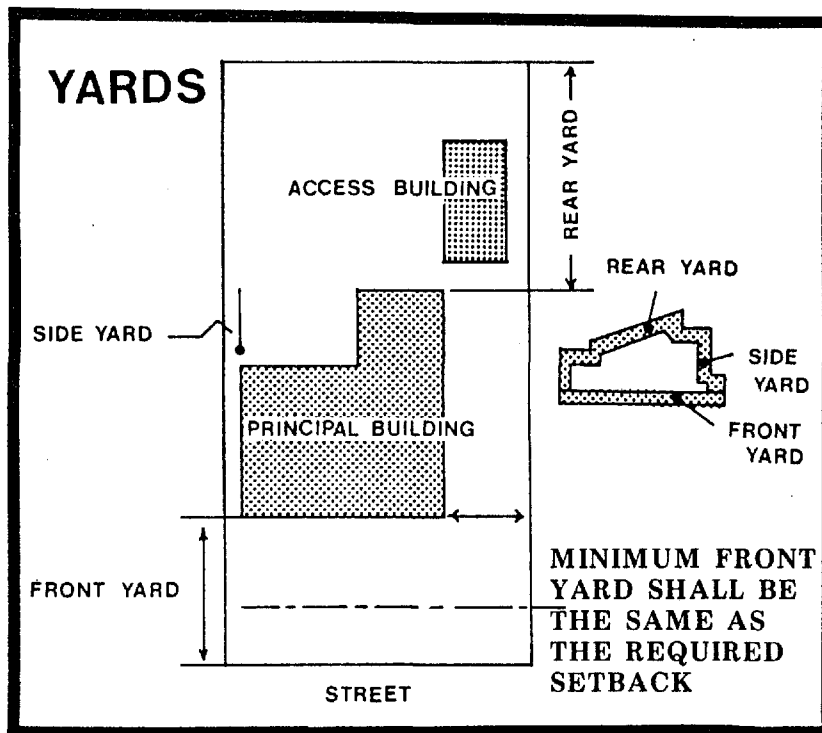 YARDS
REAR YARD
ACCESS BUILDING
REAR YARD
SIDE YARD
SIDE
YARD
PRINCIPAL BUILDING
FRONT
YARD
FRONT YARD
MINIMUM FRONT
YARD SHALL BE
THE SAME AS
THE REQUIRED
SETBACK
STREET